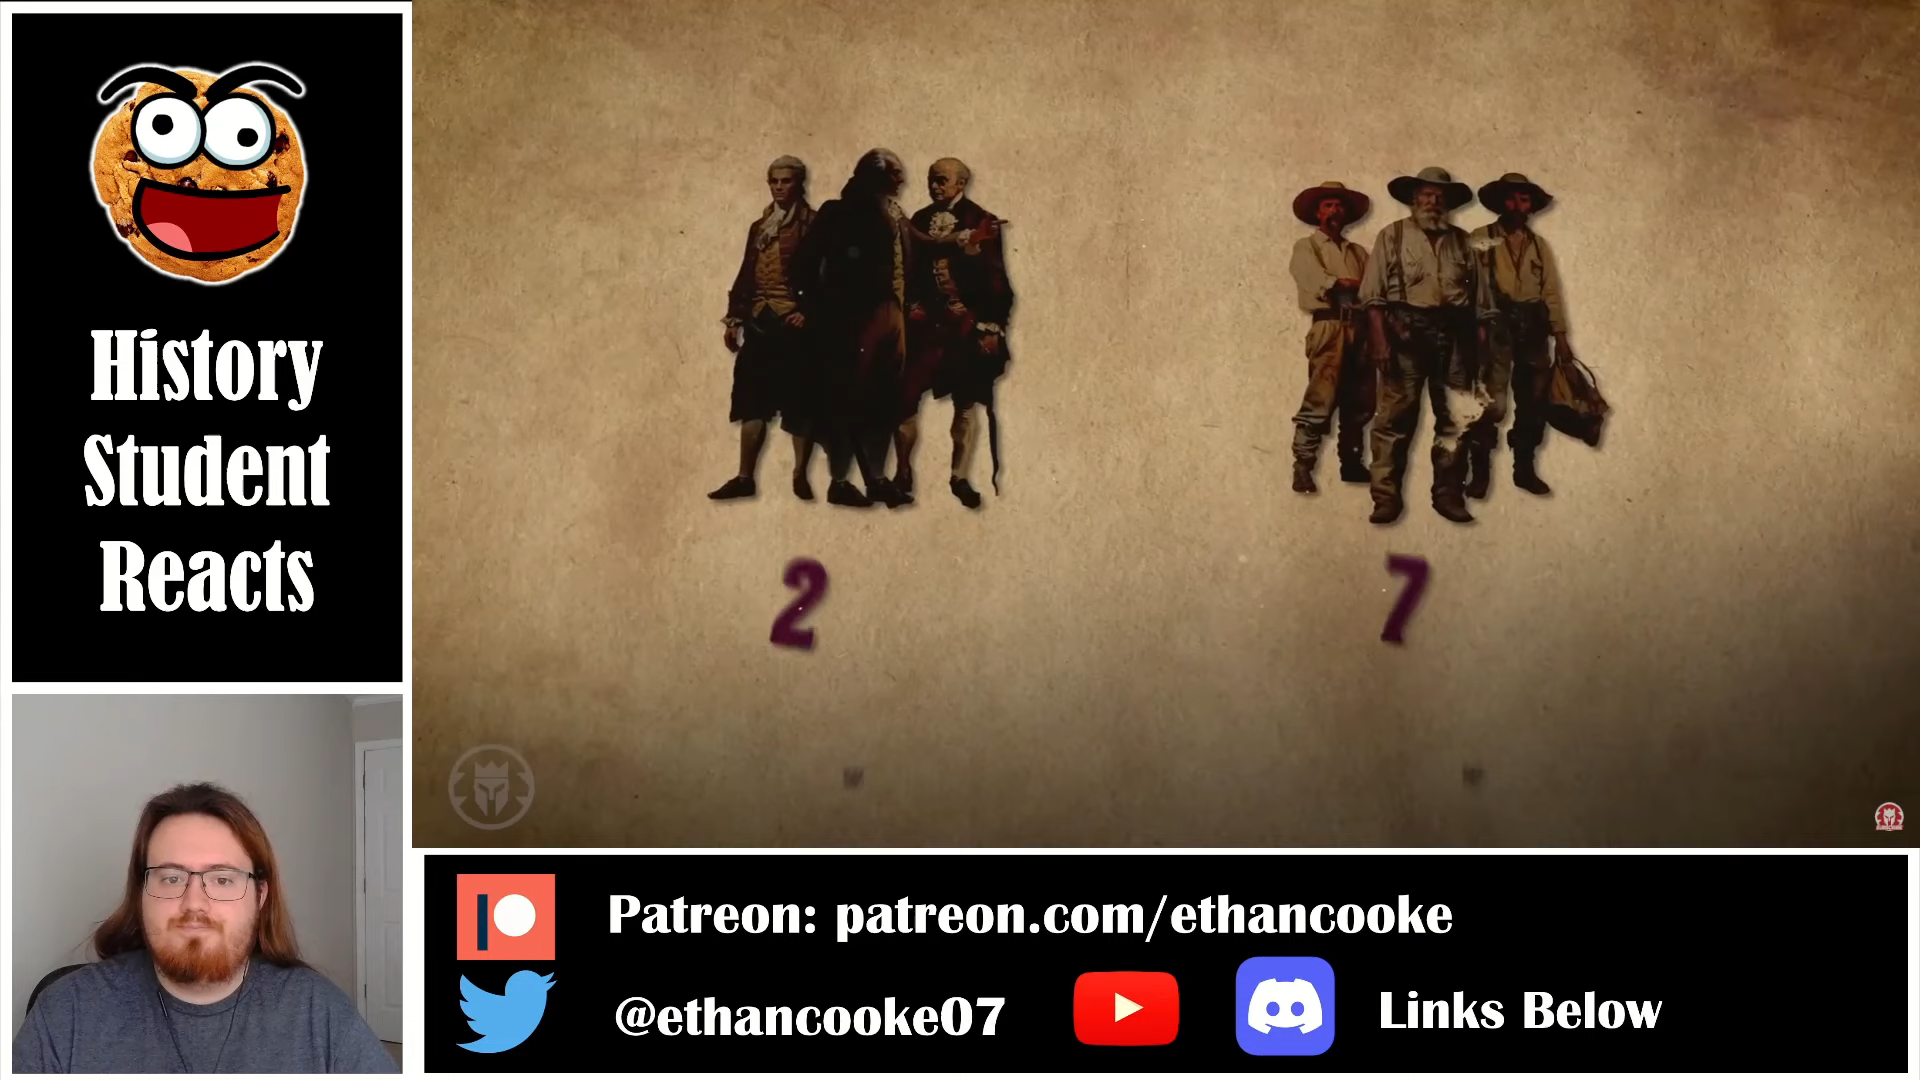 History
Student
Reacts
2
7
Patreon: patreon.com/ethancooke
@ethancooke07
Links Below